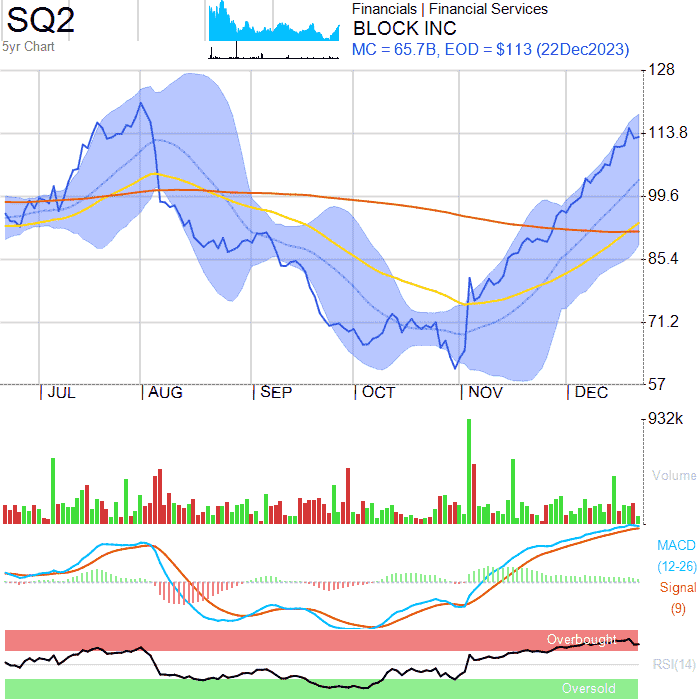 SQ2
5yr Chart
Financials | Financial Services
BLOCK INC
MC = 65.7B, EOD = $113 (22Dec2023)
128
113.8
99.6
85.4
71.2
57
JUL AUG SEP OCT NOV DEC
932k
Volume
MACD
(12-26)
Signal
(9)
Overbought
RSI(14)
Oversold